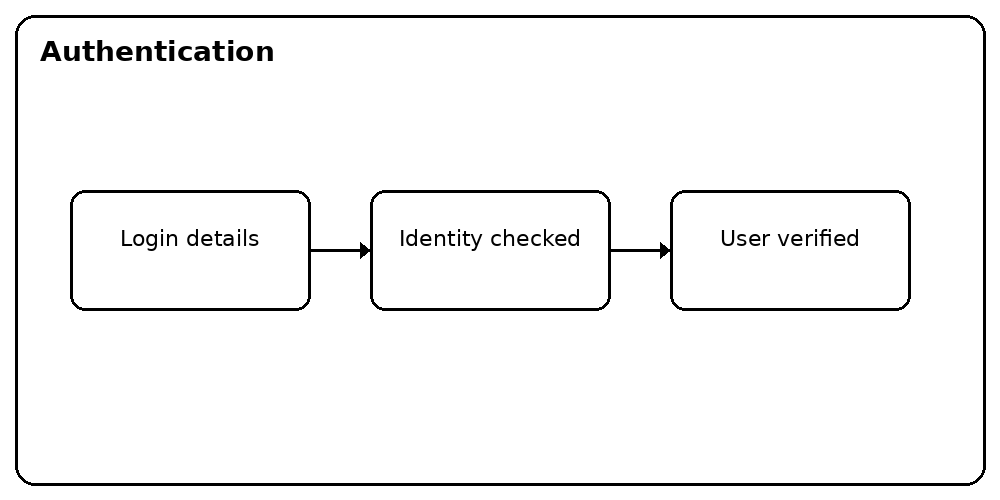 Authentication
Login details
Identity checked
User verified